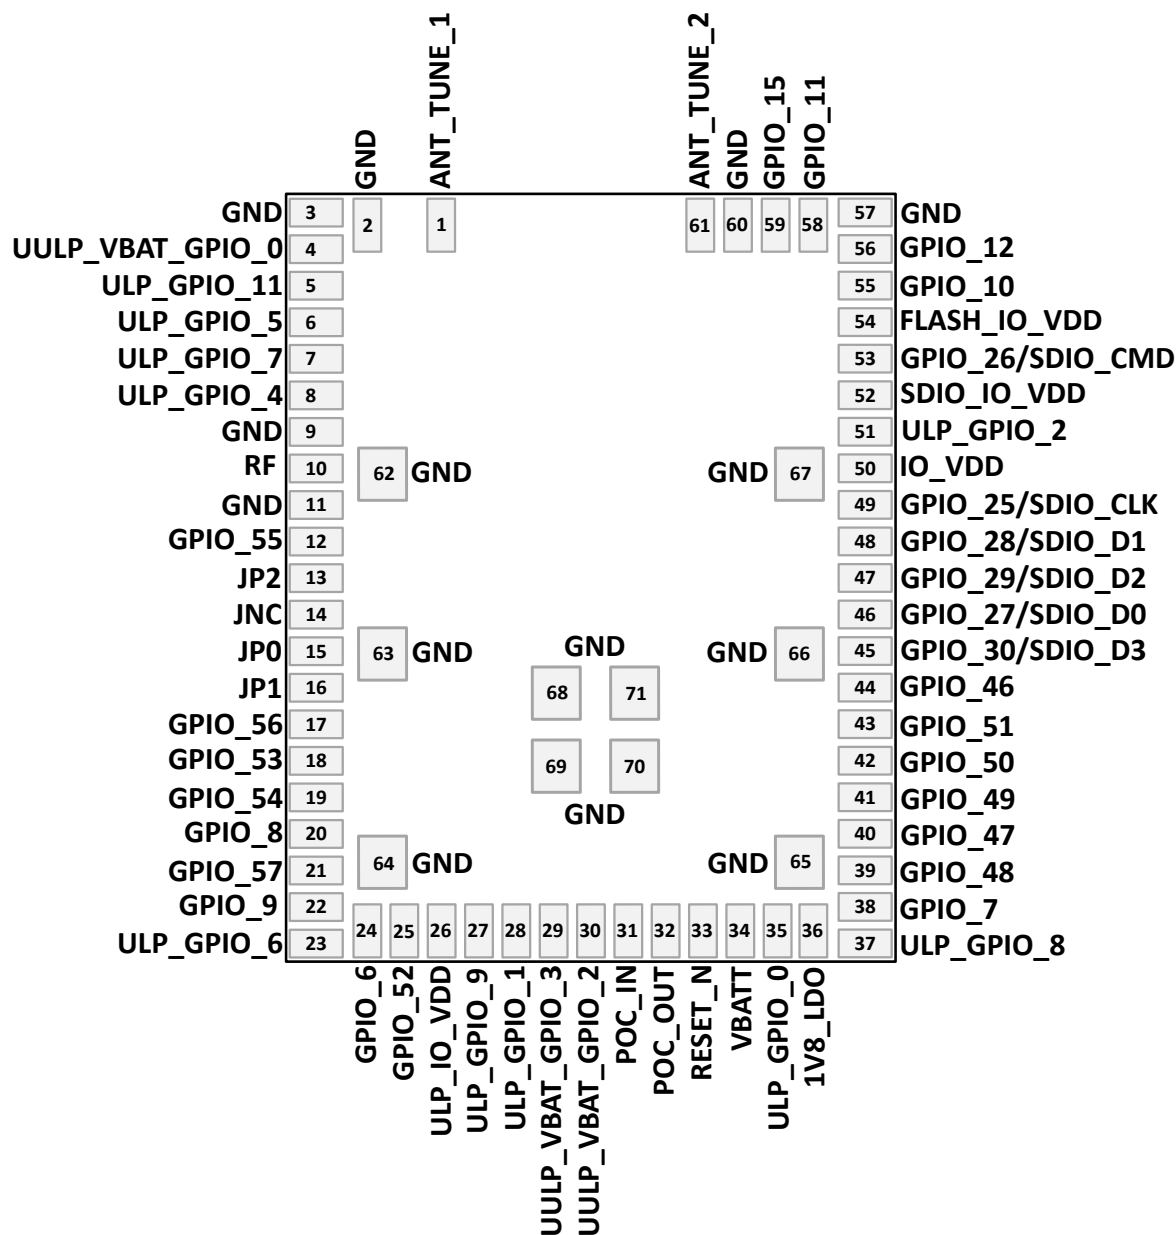 ANT_TUNE_1
ANT_TUNE_2
GND
GND
GPIO_15
GPIO_11
2
1
61
60
59
58
GND 3
UULP_VBAT_GPIO_0 4
ULP_GPIO_11 5
ULP_GPIO_5 6
ULP_GPIO_7 7
ULP_GPIO_4 8
GND 9
RF 10
GND 11
GPIO_55 12
JP2 13
JNC 14
JP0 15
JP1 16
GPIO_56 17
GPIO_53 18
GPIO_54 19
GPIO_8 20
GPIO_57 21
GPIO_9 22
ULP_GPIO_6 23
57 GND
56 GPIO_12
55 GPIO_10
54 FLASH_IO_VDD
53 GPIO_26/SDIO_CMD
52 SDIO_IO_VDD
51 ULP_GPIO_2
50 IO_VDD
49 GPIO_25/SDIO_CLK
48 GPIO_28/SDIO_D1
47 GPIO_29/SDIO_D2
46 GPIO_27/SDIO_D0
45 GPIO_30/SDIO_D3
44 GPIO_46
43 GPIO_51
42 GPIO_50
41 GPIO_49
40 GPIO_47
39 GPIO_48
38 GPIO_7
37 ULP_GPIO_8
62 GND
GND 67
63 GND
GND 66
GND
68
71
69
70
GND
64 GND
GND 65
24
25
26
27
28
29
30
31
32
33
34
35
36
GPIO_6
GPIO_52
ULP_IO_VDD
ULP_GPIO_9
ULP_GPIO_1
UULP_VBAT_GPIO_3
UULP_VBAT_GPIO_2
POC_IN
POC_OUT
RESET_N
VBATT
ULP_GPIO_0
1V8_LDO